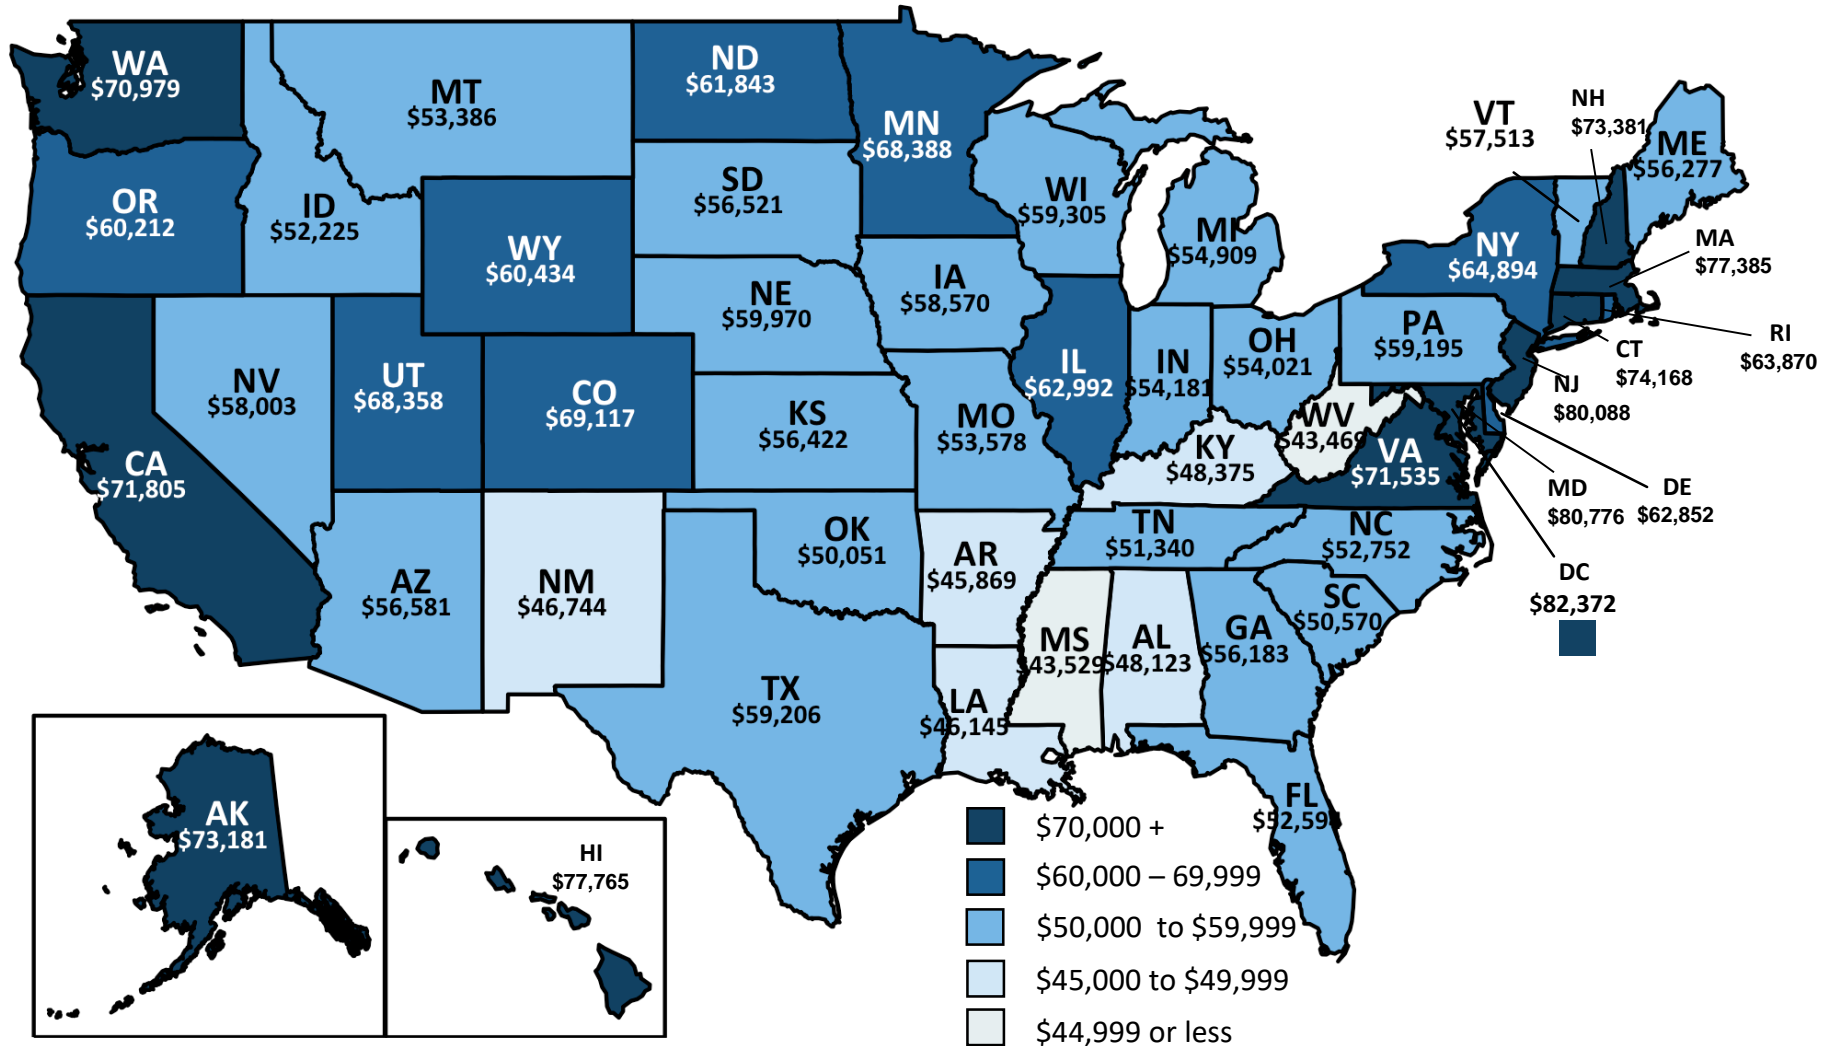 WA
$70,979
MT
$53,386
ND
$61,843
MN
$68,388
VT
$57,513
NH
$73,381
ME
$56,277
OR
$60,212
ID
$52,225
WY
$60,434
SD
$56,521
WI
$59,305
MI
$54,909
NY
$64,894
MA
$77,385
NE
$59,970
IA
$58,570
PA
$59,195
RI
$63,870
CT
$74,168
NJ
$80,088
NV
$58,003
UT
$68,358
CO
$69,117
KS
$56,422
MO
$53,578
IL
$62,992
IN
$54,181
OH
$54,021
WV
$43,469
KY
$48,375
VA
$71,535
MD
$80,776
DE
$62,852
DC
$82,372
CA
$71,805
AZ
$56,581
NM
$46,744
OK
$50,051
AR
$45,869
TN
$51,340
NC
$52,752
SC
$50,570
TX
$59,206
LA
$46,145
MS
$43,529
AL
$48,123
GA
$56,183
FL
AK
$73,181
HI
$77,765
$70,000 +
$60,000 – 69,999
$50,000 to $59,999
$45,000 to $49,999
$44,999 or less